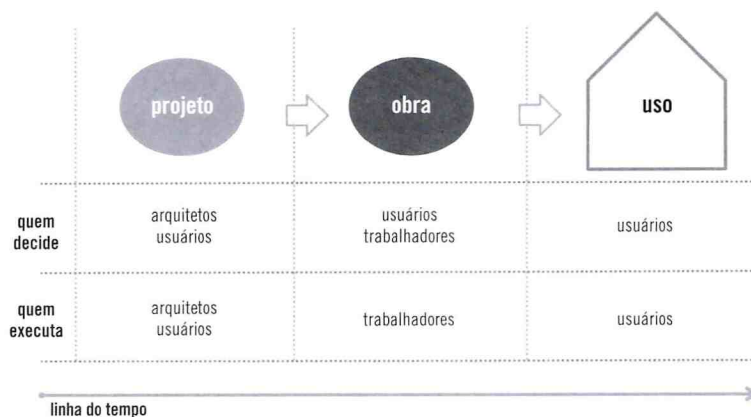 projeto
obra
uso
quem
decide
arquitetos
usuários
usuários
trabalhadores
usuários
quem
executa
arquitetos
usuários
trabalhadores
usuários
linha do tempo